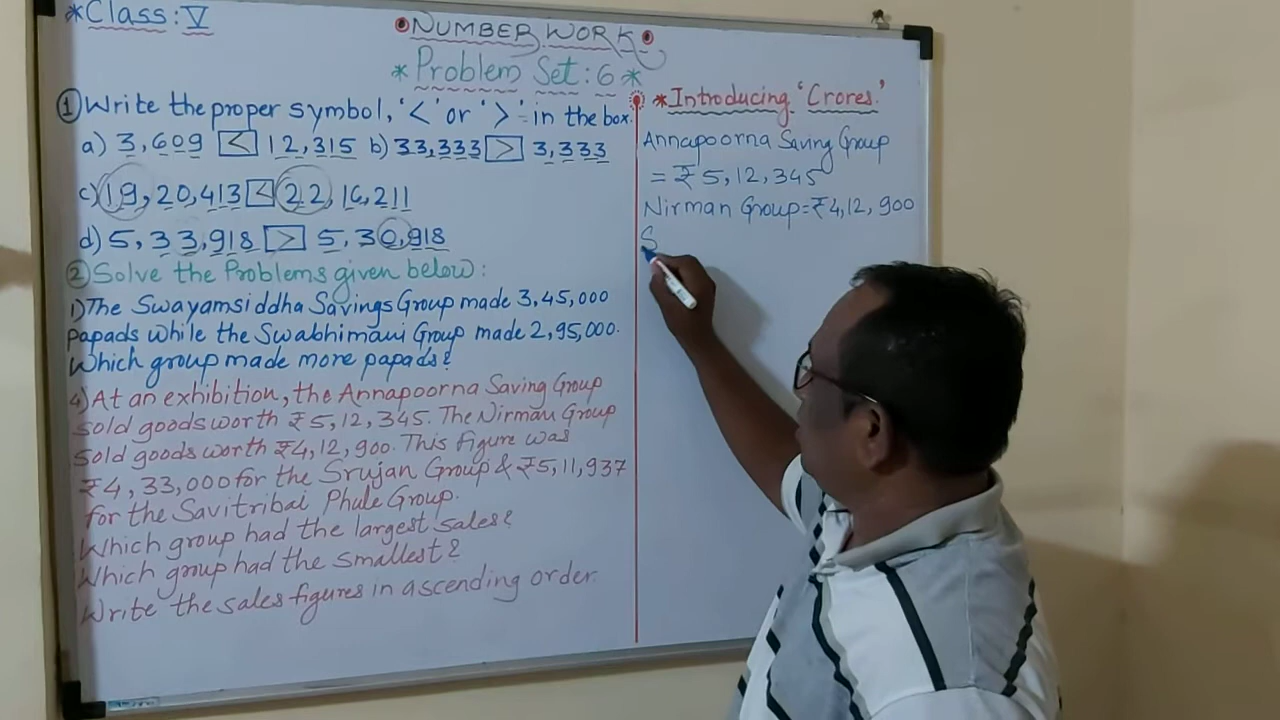 *Class: V
NUMBER WORK
* Problem Set: 6 *
① Write the proper symbol, '<' or '>' in the box.
a) 3,609 < 12,315 b) 33,333 > 3,333
c) 19,20,413 < 22,16,211
d) 5,33,918 > 5,30,918
② Solve the Problems given below:
1) The Swayamsiddha Savings Group made 3,45,000
Papads while the Swabhimani Group made 2,95,000.
Which group made more papads?
4) At an exhibition, the Annapoorna Saving Group
sold goods worth ₹5,12,345. The Nirman Group
sold goods worth ₹4,12,900. This figure was
₹4,33,000 for the Srujan Group & ₹5,11,937
for the Savitribai Phule Group.
Which group had the largest sales?
Which group had the smallest?
Write the sales figures in ascending order.
* Introducing 'Crores.'
Annapoorna Saving Group
= ₹5,12,345
Nirman Group=₹4,12,900
S